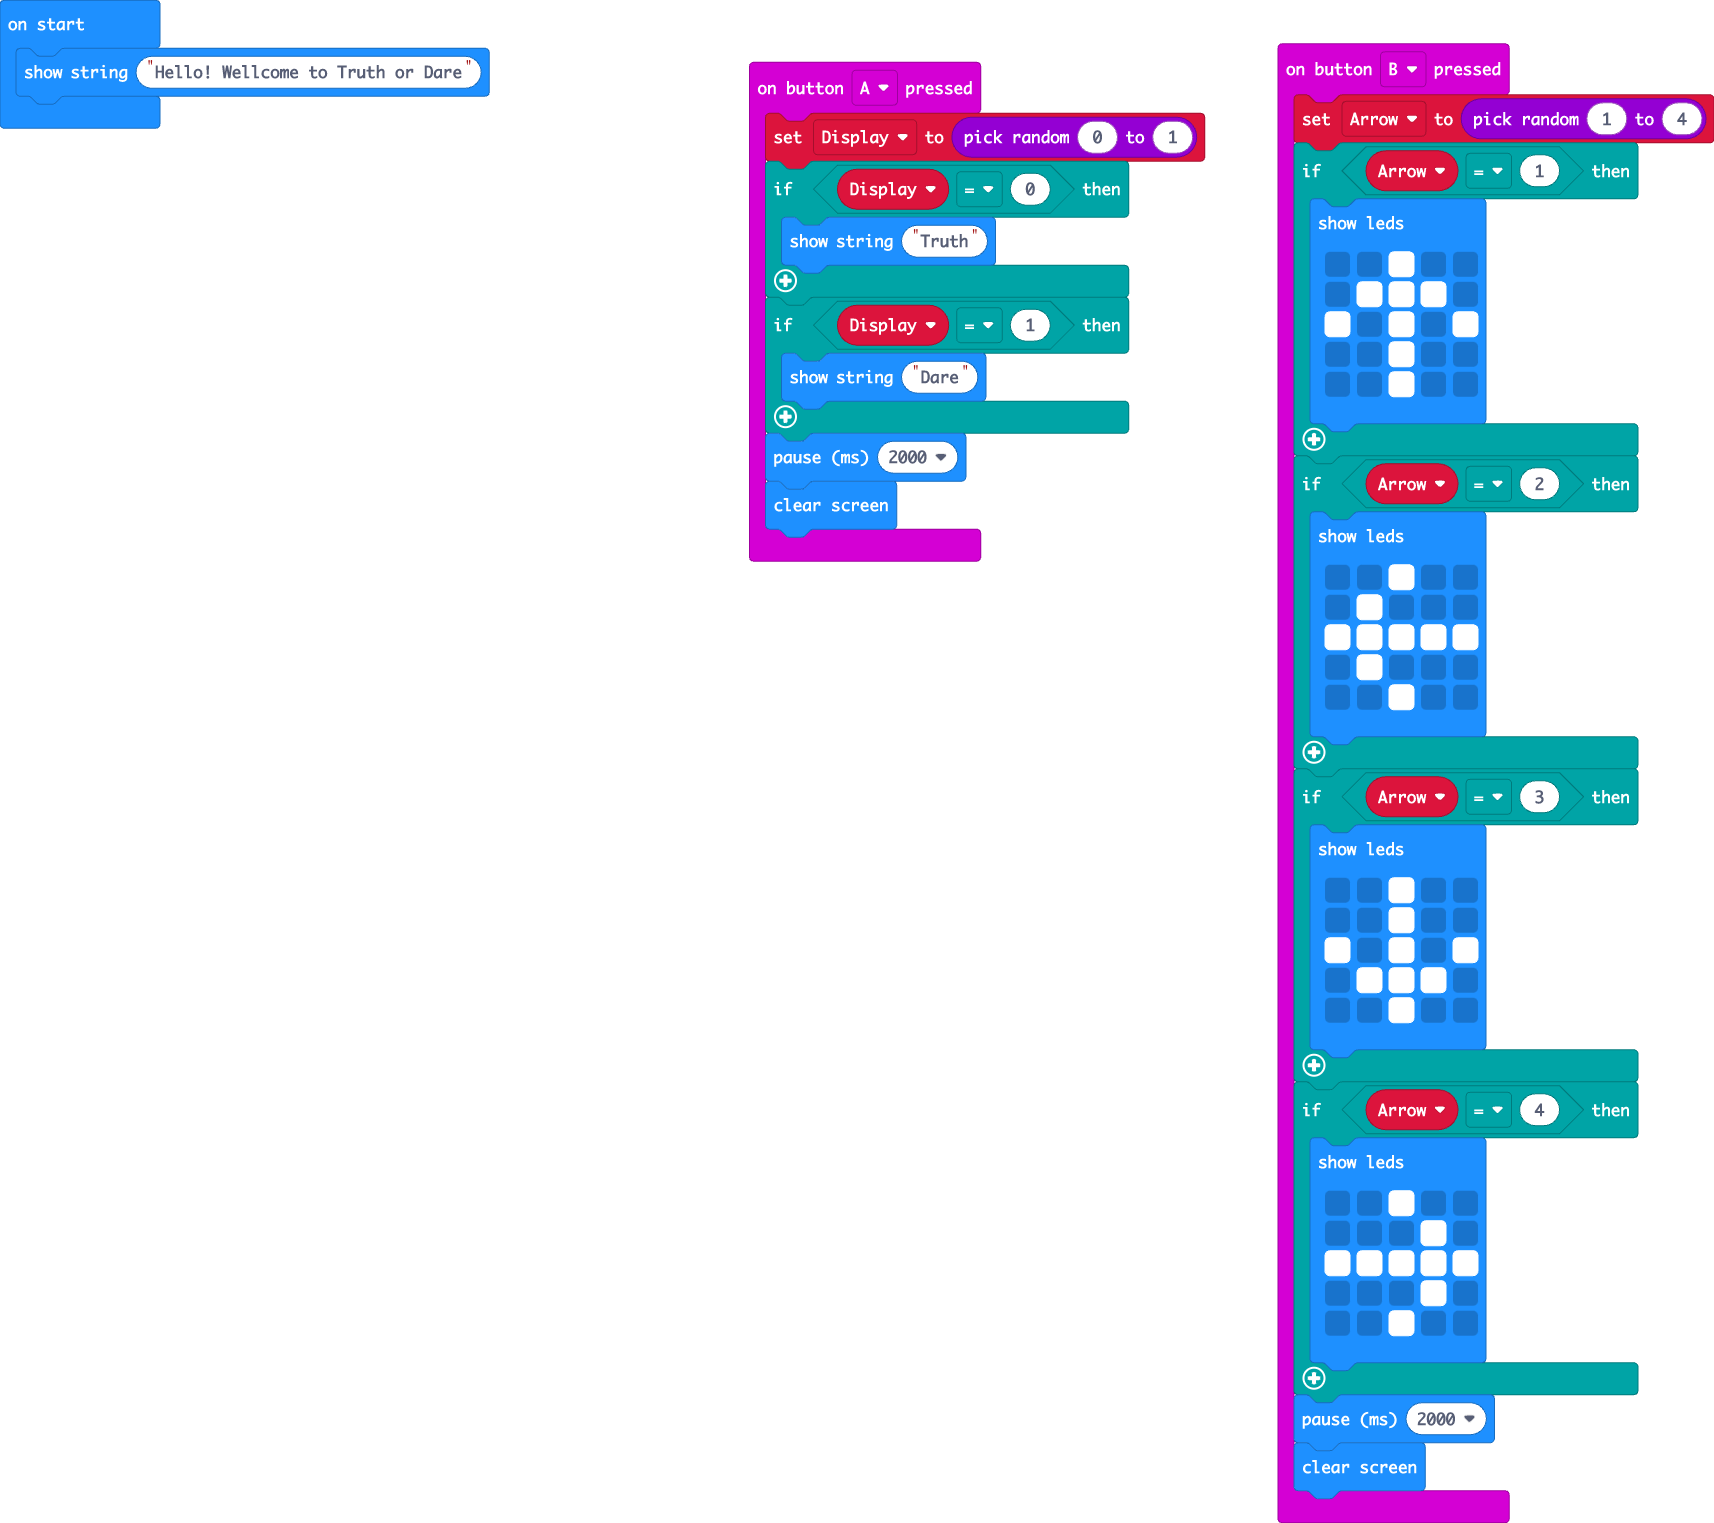 on start
show string "Hello! Wellcome to Truth or Dare"
on button A pressed
set Display to pick random 0 to 1
if Display = 0 then
show string "Truth"
if Display = 1 then
show string "Dare"
pause (ms) 2000
clear screen
on button B pressed
set Arrow to pick random 1 to 4
if Arrow = 1 then
show leds
if Arrow = 2 then
show leds
if Arrow = 3 then
show leds
if Arrow = 4 then
show leds
pause (ms) 2000
clear screen